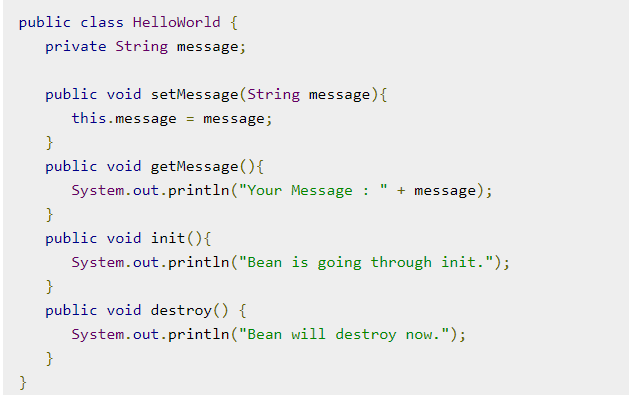 public class HelloWorld {
   private String message;

   public void setMessage(String message){
      this.message = message;
   }
   public void getMessage(){
      System.out.println("Your Message : " + message);
   }
   public void init(){
      System.out.println("Bean is going through init.");
   }
   public void destroy() {
      System.out.println("Bean will destroy now.");
   }
}